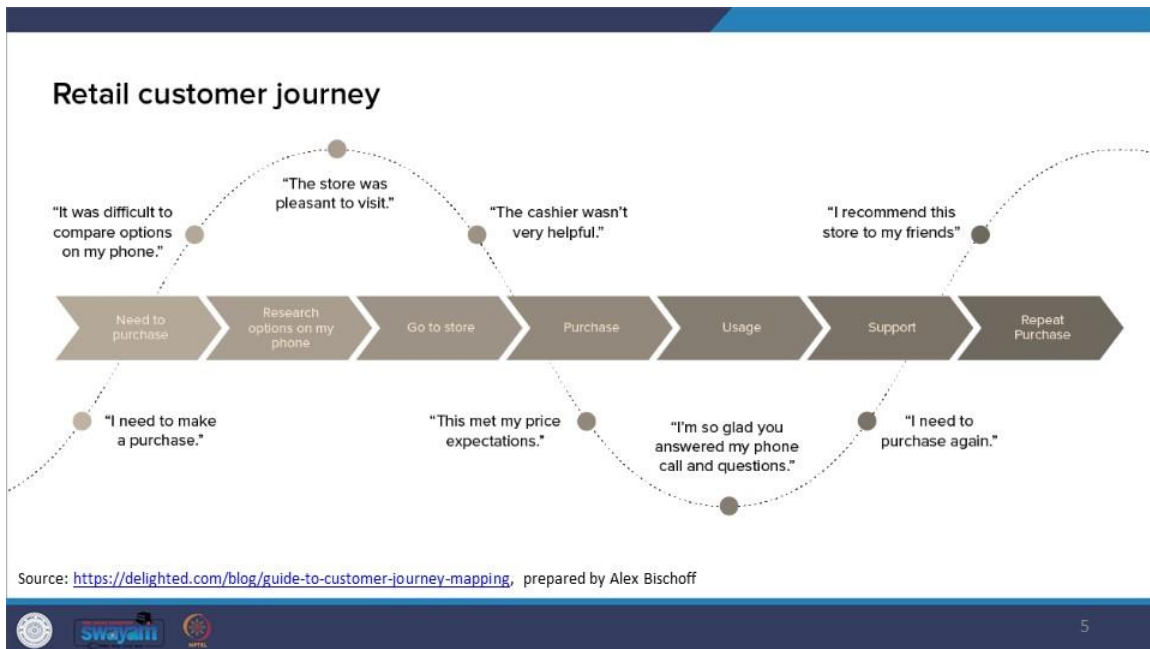 Retail customer journey
“The store was
pleasant to visit.”
“It was difficult to
compare options
on my phone.”
“The cashier wasn’t
very helpful.”
“I recommend this
store to my friends”
Need to
purchase
Research
options on my
phone
Go to store
Purchase
Usage
Support
Repeat
Purchase
“I need to make
a purchase.”
“This met my price
expectations.”
“I’m so glad you
answered my phone
call and questions.”
“I need to
purchase again.”
Source: https://delighted.com/blog/guide-to-customer-journey-mapping, prepared by Alex Bischoff
swayam
NPTEL
5